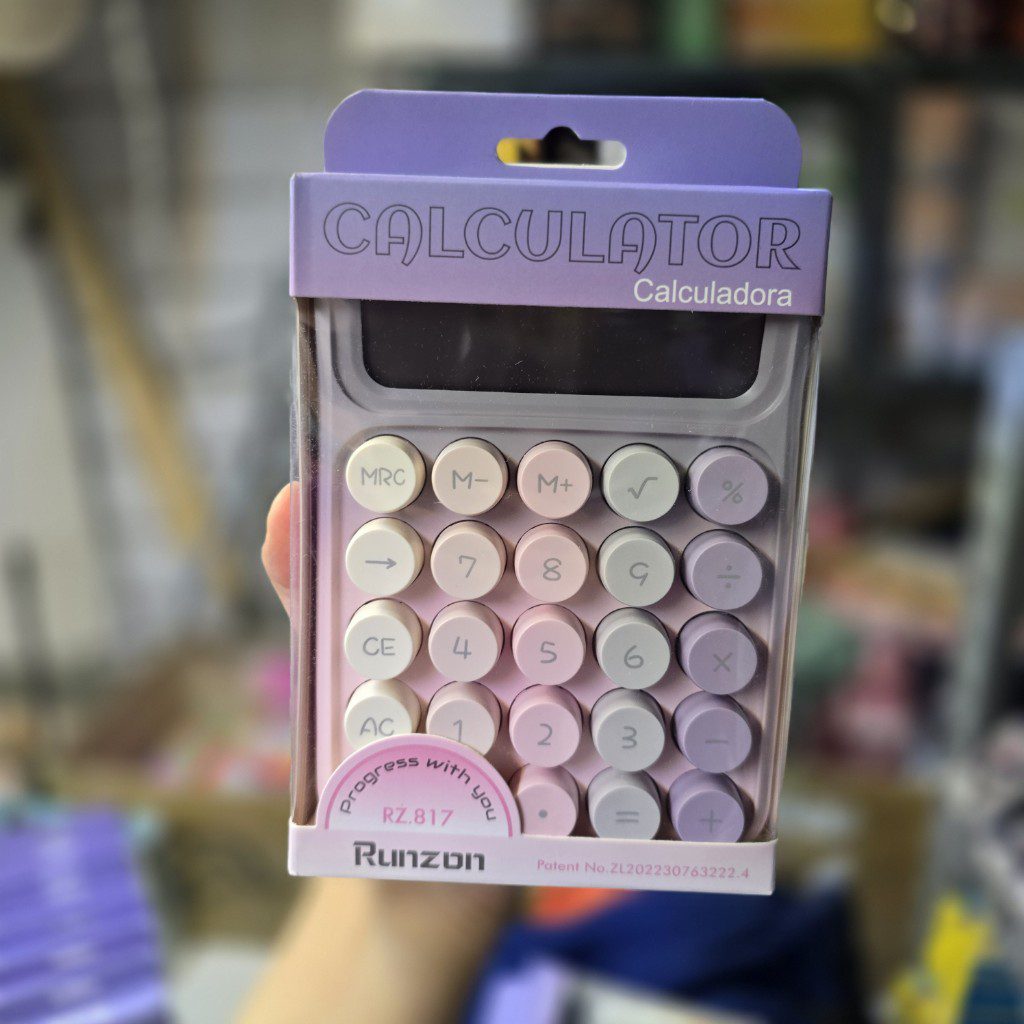 CALCULATOR
Calculadora
MRC M- M+ √ %
→ 7 8 9 ÷
CE 4 5 6 ×
AC 1 2 3 −
• = +
Progress with you
RZ.817
Runzon
Patent No.ZL202230763222.4